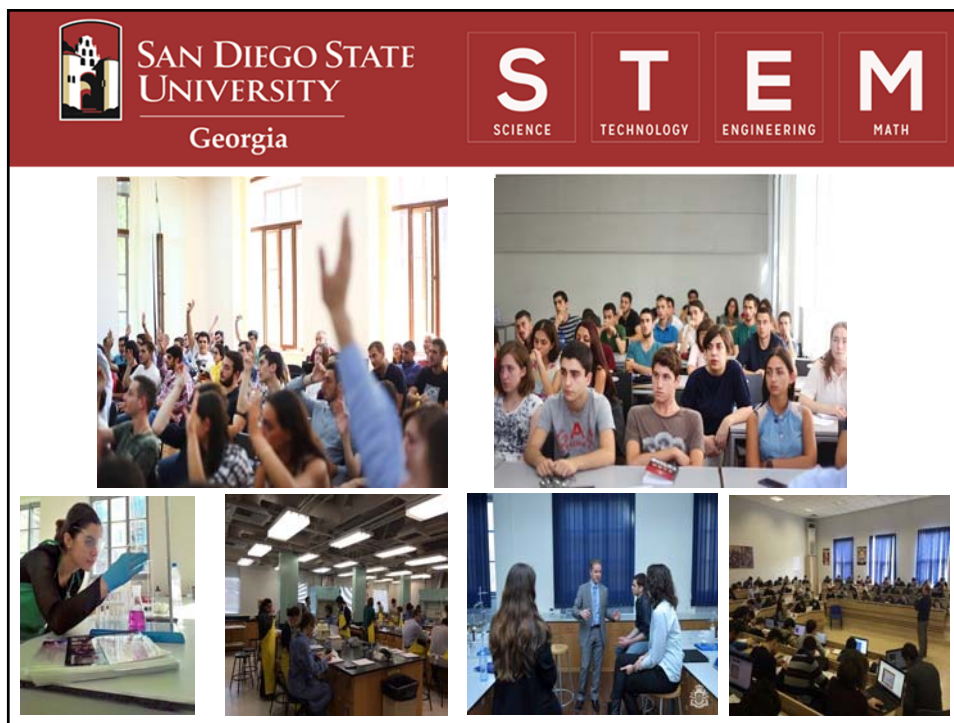 SAN DIEGO STATE
UNIVERSITY
Georgia
S T E M
SCIENCE TECHNOLOGY ENGINEERING MATH